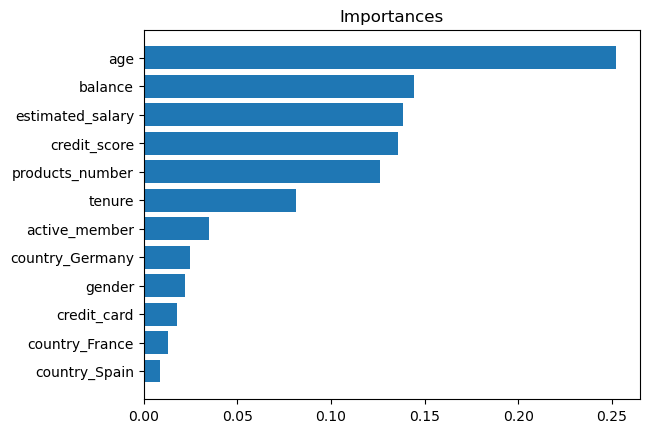 Importances
age
balance
estimated_salary
credit_score
products_number
tenure
active_member
country_Germany
gender
credit_card
country_France
country_Spain
0.00 0.05 0.10 0.15 0.20 0.25